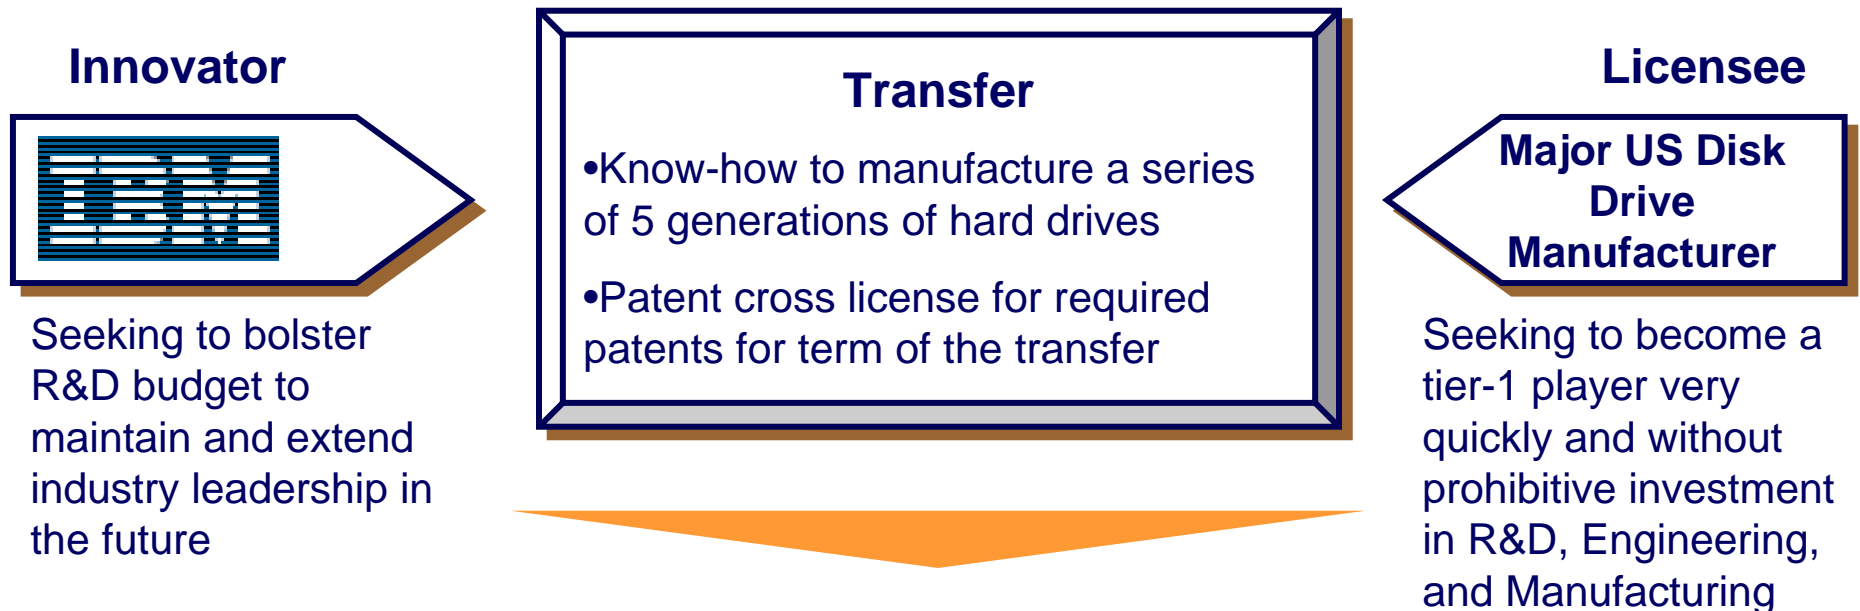 Innovator
IBM
Seeking to bolster
R&D budget to
maintain and extend
industry leadership in
the future
Transfer
•Know-how to manufacture a series
of 5 generations of hard drives
•Patent cross license for required
patents for term of the transfer
Licensee
Major US Disk
Drive
Manufacturer
Seeking to become a
tier-1 player very
quickly and without
prohibitive investment
in R&D, Engineering,
and Manufacturing